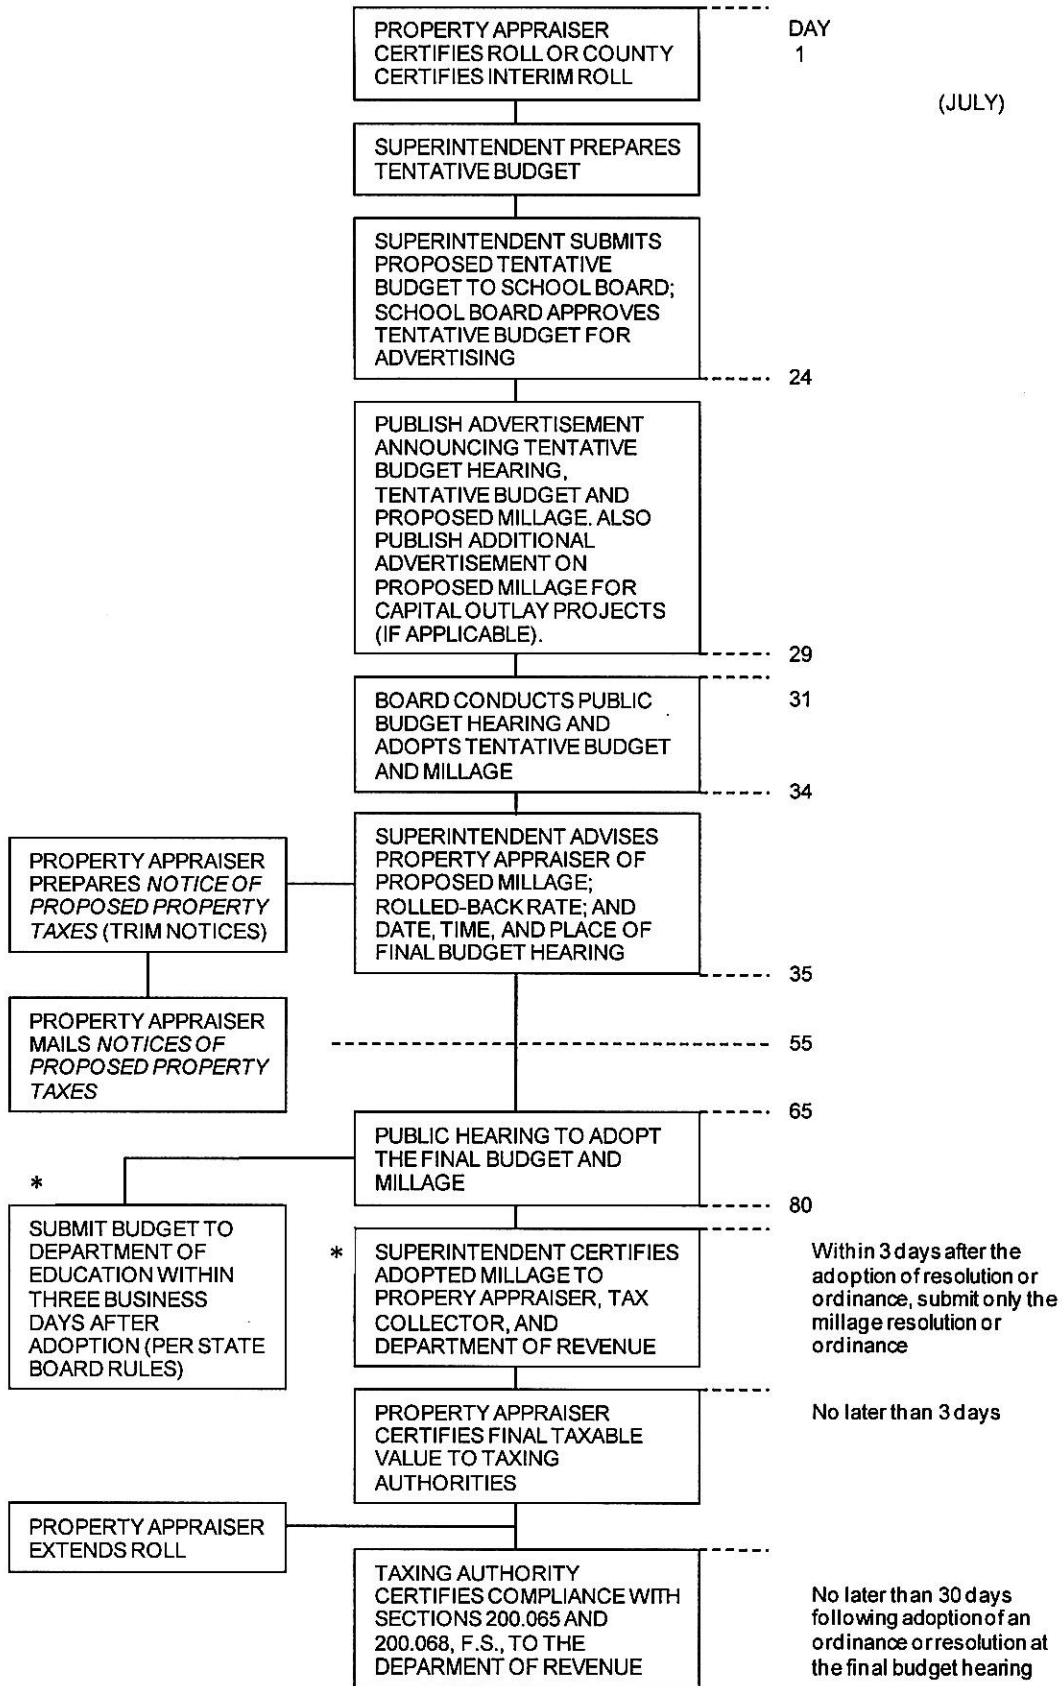 PROPERTY APPRAISER
CERTIFIES ROLL OR COUNTY
CERTIFIES INTERIM ROLL
DAY
1
(JULY)
SUPERINTENDENT PREPARES
TENTATIVE BUDGET
SUPERINTENDENT SUBMITS
PROPOSED TENTATIVE
BUDGET TO SCHOOL BOARD;
SCHOOL BOARD APPROVES
TENTATIVE BUDGET FOR
ADVERTISING
24
PUBLISH ADVERTISEMENT
ANNOUNCING TENTATIVE
BUDGET HEARING,
TENTATIVE BUDGET AND
PROPOSED MILLAGE. ALSO
PUBLISH ADDITIONAL
ADVERTISEMENT ON
PROPOSED MILLAGE FOR
CAPITAL OUTLAY PROJECTS
(IF APPLICABLE).
29
31
BOARD CONDUCTS PUBLIC
BUDGET HEARING AND
ADOPTS TENTATIVE BUDGET
AND MILLAGE
34
SUPERINTENDENT ADVISES
PROPERTY APPRAISER OF
PROPOSED MILLAGE;
ROLLED-BACK RATE; AND
DATE, TIME, AND PLACE OF
FINAL BUDGET HEARING
35
PROPERTY APPRAISER
PREPARES NOTICE OF
PROPOSED PROPERTY
TAXES (TRIM NOTICES)
PROPERTY APPRAISER
MAILS NOTICES OF
PROPOSED PROPERTY
TAXES
55
65
PUBLIC HEARING TO ADOPT
THE FINAL BUDGET AND
MILLAGE
80
*
SUBMIT BUDGET TO
DEPARTMENT OF
EDUCATION WITHIN
THREE BUSINESS
DAYS AFTER
ADOPTION (PER STATE
BOARD RULES)
*
SUPERINTENDENT CERTIFIES
ADOPTED MILLAGE TO
PROPERY APPRAISER, TAX
COLLECTOR, AND
DEPARTMENT OF REVENUE
Within 3 days after the
adoption of resolution or
ordinance, submit only the
millage resolution or
ordinance
PROPERTY APPRAISER
CERTIFIES FINAL TAXABLE
VALUE TO TAXING
AUTHORITIES
No later than 3 days
PROPERTY APPRAISER
EXTENDS ROLL
TAXING AUTHORITY
CERTIFIES COMPLIANCE WITH
SECTIONS 200.065 AND
200.068, F.S., TO THE
DEPARMENT OF REVENUE
No later than 30 days
following adoption of an
ordinance or resolution at
the final budget hearing